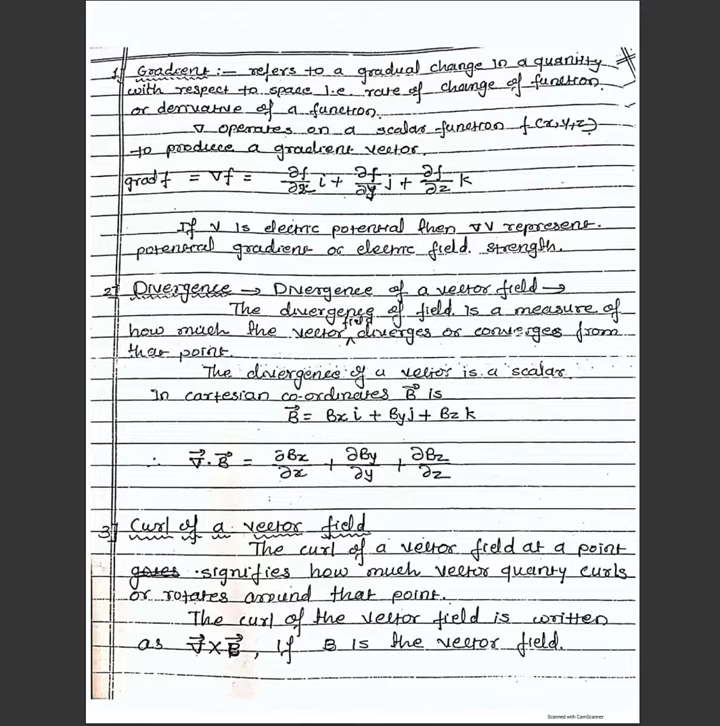 1] Gradient :— refers to a gradual change in a quantity
with respect to space i.e. rate of change of function.
or derivative of a function.
∇ operates on a scalar function f(x,y,z)
to produce a gradient vector.
grad f = ∇f = ∂f/∂x i + ∂f/∂y j + ∂f/∂z k
If V is electric potential then ∇V represent.
potential gradient or electric field. strength.
2] Divergence → Divergence of a vector field →
The divergence of field is a measure of
how much the vector field diverges or converges from
that point.
The divergence of a vector is a scalar.
In cartesian co-ordinates B⃗ is
B⃗ = Bx i + By j + Bz k
∴ ∇⃗.B⃗ = ∂Bx/∂x + ∂By/∂y + ∂Bz/∂z
3] Curl of a vector field
The curl of a vector field at a point
signifies how much vector quanty curls
or rotates around that point.
The curl of the vector field is written
as ∇⃗×B⃗, if B is the vector field.
Scanned with CamScanner